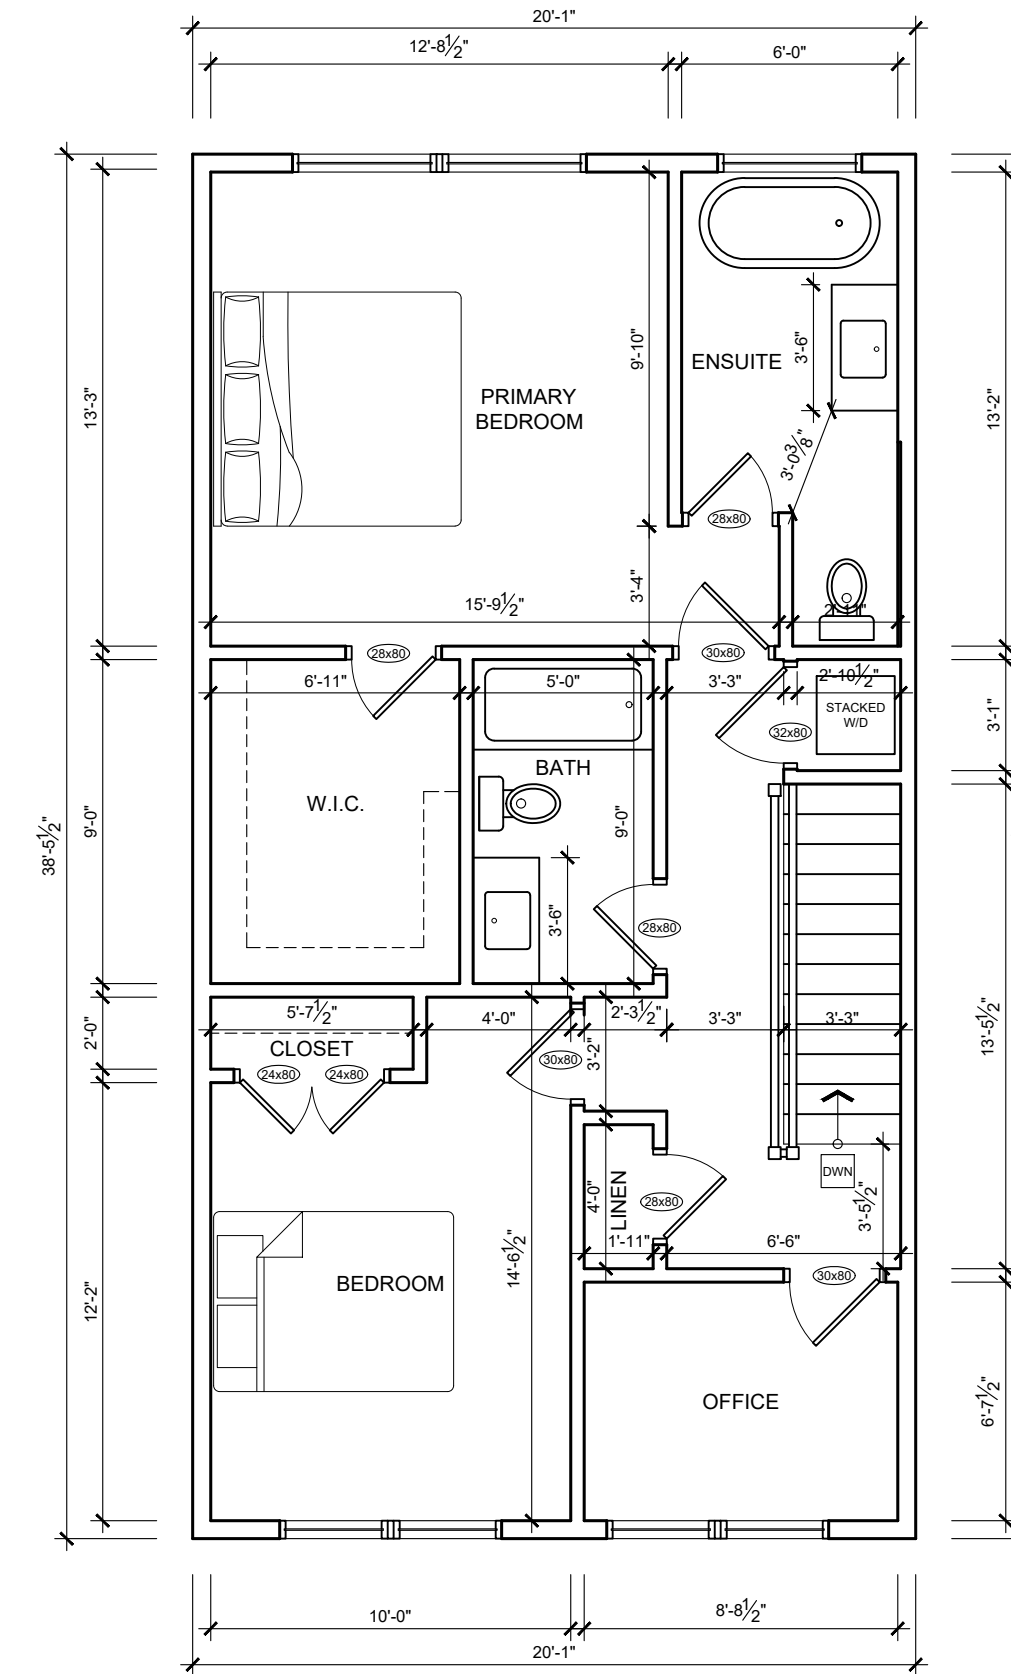 20'-1"
12'-8½"
6'-0"
9'-10"
3'-6"
ENSUITE
PRIMARY
BEDROOM
13'-3"
13'-2"
3'-0⅜"
28x80
3'-4"
15'-9½"
2'-11"
28x80
30x80
6'-11"
5'-0"
3'-3"
2'-10½"
STACKED
W/D
32x80
3'-1"
BATH
W.I.C.
9'-0"
9'-0"
38'-5½"
3'-6"
28x80
5'-7½"
4'-0"
2'-3½"
3'-3"
3'-3"
2'-0"
CLOSET
24x80
24x80
30x80
3'-2"
13'-5½"
DWN
4'-0"
LINEN
28x80
3'-5½"
1'-11"
6'-6"
14'-6½"
BEDROOM
30x80
12'-2"
OFFICE
6'-7½"
10'-0"
8'-8½"
20'-1"